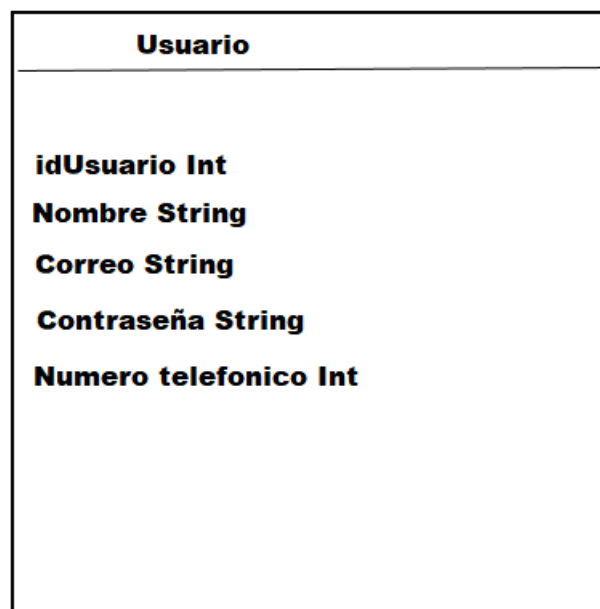 Usuario
idUsuario Int
Nombre String
Correo String
Contraseña String
Numero telefonico Int